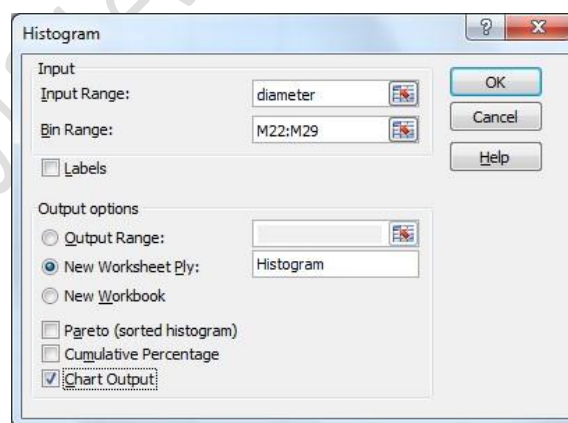 Histogram
Input
Input Range:
diameter
Bin Range:
M22:M29
Labels
OK
Cancel
Help
Output options
Output Range:
New Worksheet Ply:
Histogram
New Workbook
Pareto (sorted histogram)
Cumulative Percentage
Chart Output